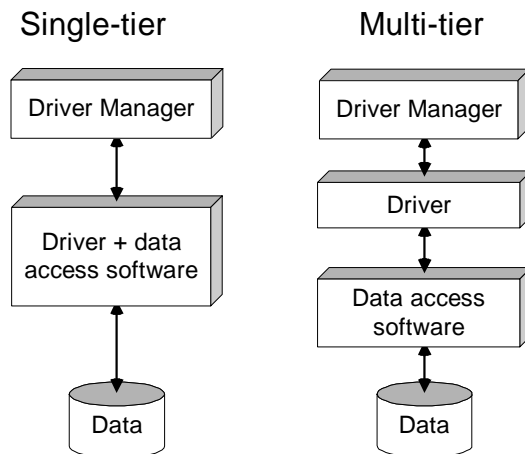 Single-tier
Driver Manager
Driver + data
access software
Data
Multi-tier
Driver Manager
Driver
Data access
software
Data